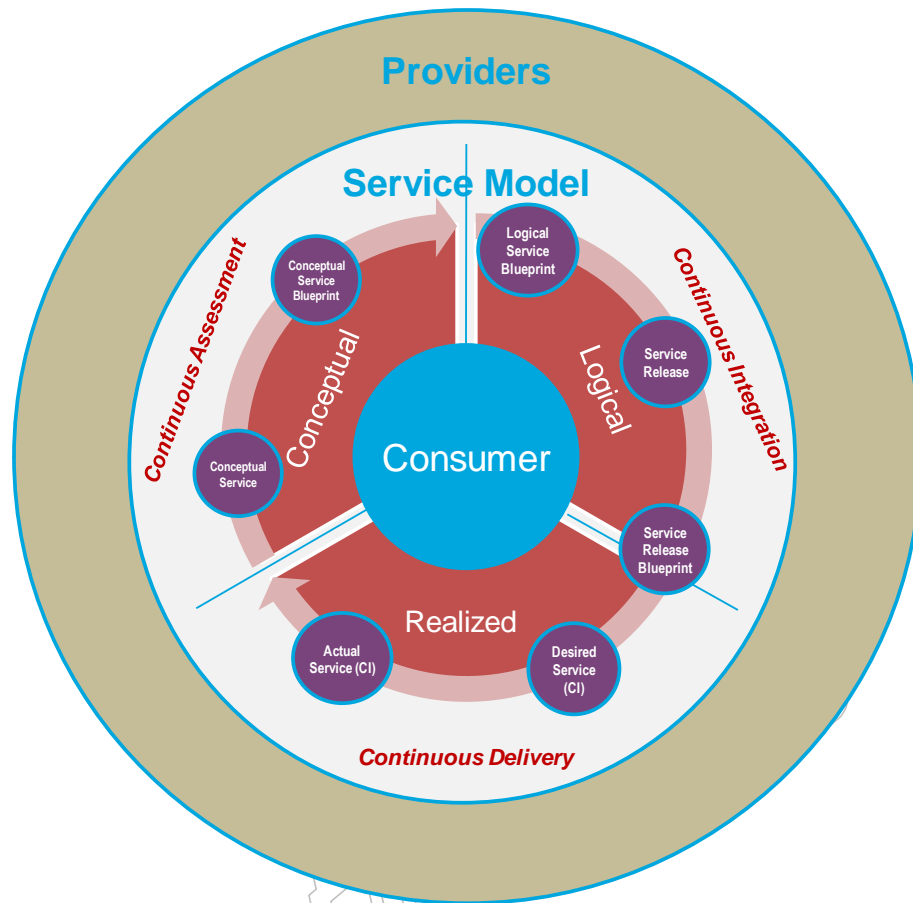 Providers
Service Model
Logical
Service
Blueprint
Conceptual
Service
Blueprint
Continuous Assessment
Continuous Integration
Service
Release
Conceptual
Logical
Consumer
Conceptual
Service
Service
Release
Blueprint
Realized
Actual
Service (CI)
Desired
Service
(CI)
Continuous Delivery